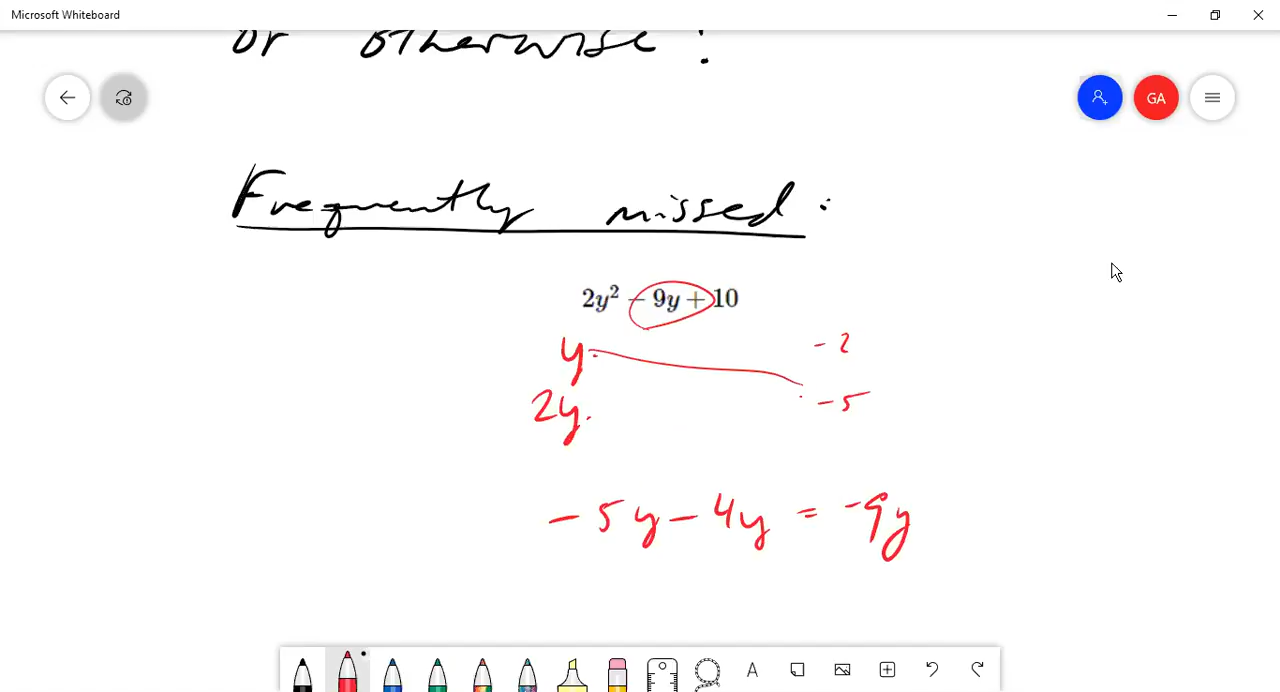 Microsoft Whiteboard
or otherwise!
GA
Frequently missed:
2y² − 9y + 10
y -2
2y -5
-5y - 4y = -9y
A